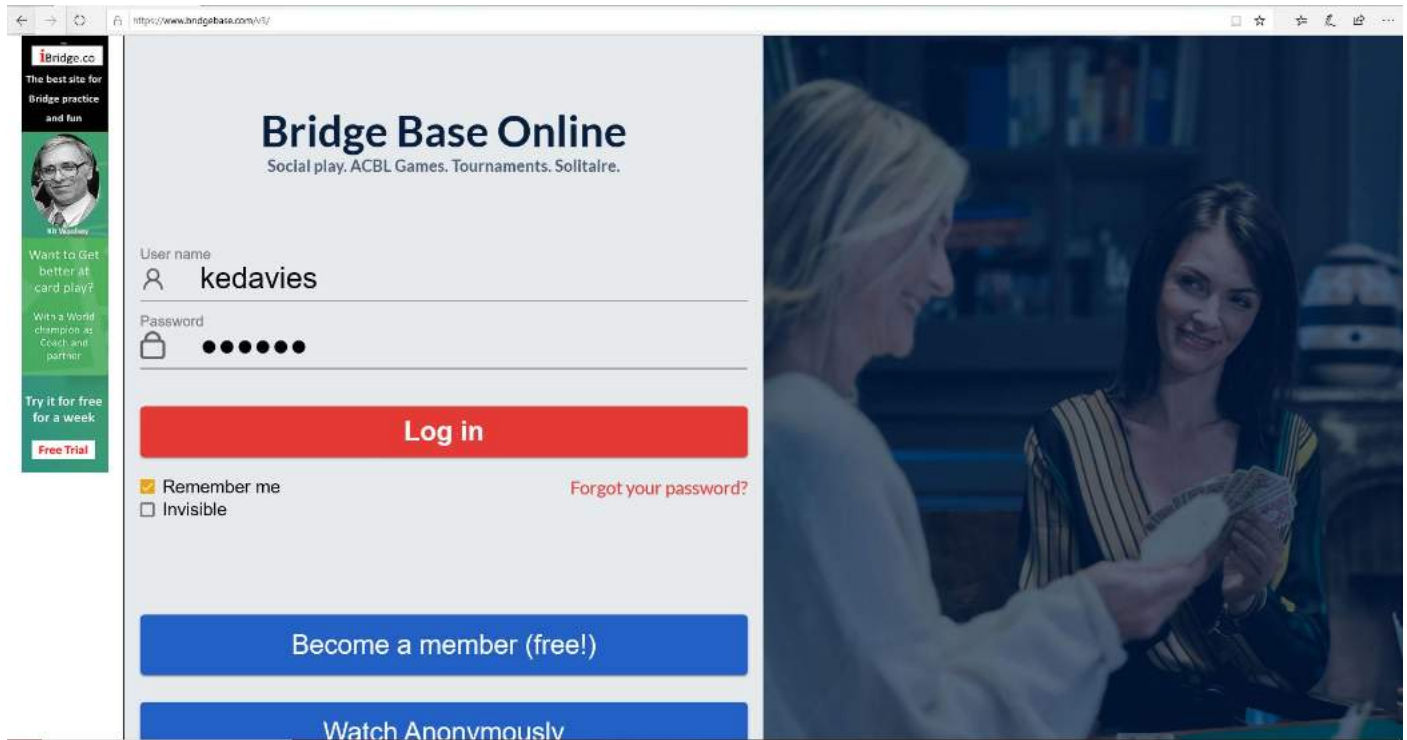 https://www.bridgebase.com/v3/
iBridge.co
The best site for
Bridge practice
and fun
Kit Woolsey
Want to Get
better at
card play?
With a World
champion as
Coach and
partner
Try it for free
for a week
Free Trial
Bridge Base Online
Social play. ACBL Games. Tournaments. Solitaire.
User name
kedavies
Password
●●●●●●
Log in
Remember me
Forgot your password?
Invisible
Become a member (free!)
Watch Anonymously